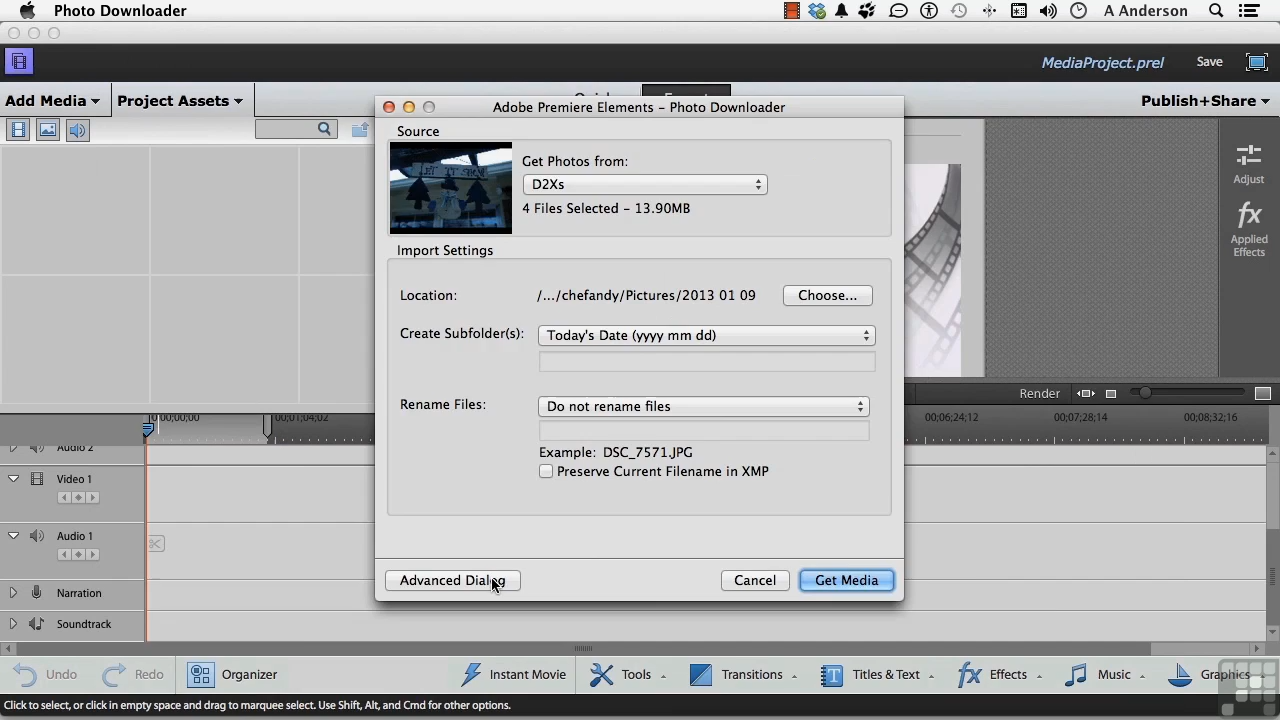 Photo Downloader
A Anderson
MediaProject.prel
Save
Add Media
Project Assets
Publish+Share
Adobe Premiere Elements – Photo Downloader
Source
LET IT SNOW
Get Photos from:
D2Xs
4 Files Selected – 13.90MB
Adjust
fx
Applied
Effects
Import Settings
Location:
/.../chefandy/Pictures/2013 01 09
Choose...
Create Subfolder(s):
Today's Date (yyyy mm dd)
Rename Files:
Do not rename files
Example: DSC_7571.JPG
Preserve Current Filename in XMP
Render
00;01;04;02
00;06;24;12
00;07;28;14
00;08;32;16
Audio 2
Video 1
Audio 1
Narration
Soundtrack
Advanced Dialog
Cancel
Get Media
Undo
Redo
Organizer
Instant Movie
Tools
Transitions
T
Titles & Text
fx
Effects
Music
Graphics
Click to select, or click in empty space and drag to marquee select. Use Shift, Alt, and Cmd for other options.